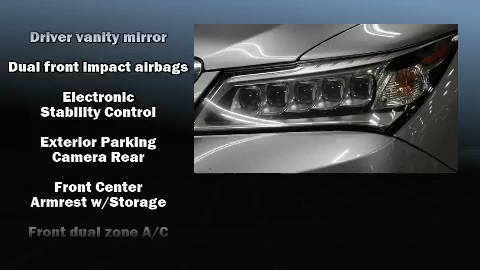 Driver vanity mirror
Dual front impact airbags
Electronic
Stability Control
Exterior Parking
Camera Rear
Front Center
Armrest w/Storage
Front dual zone A/C